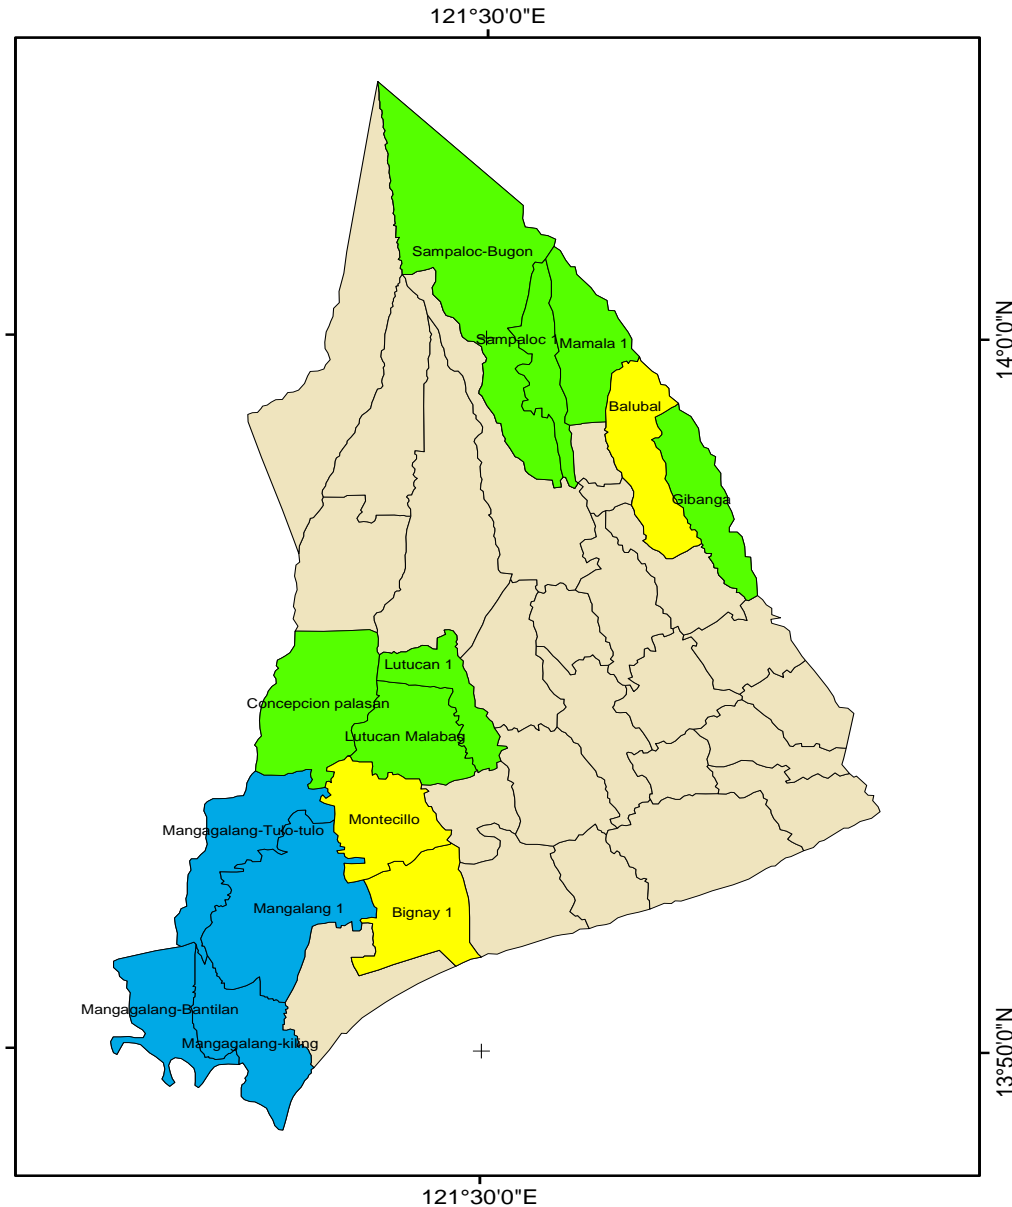 121°30'0"E
Sampaloc-Bugon
Sampaloc 1
Mamala 1
14°0'0"N
Balubal
Gibanga
Lutucan 1
Concepcion palasan
Lutucan Malabag
Montecillo
Mangagalang-Tulo-tulo
Mangalang 1
Bignay 1
Mangagalang-Bantilan
Mangagalang-kiling
13°50'0"N
121°30'0"E